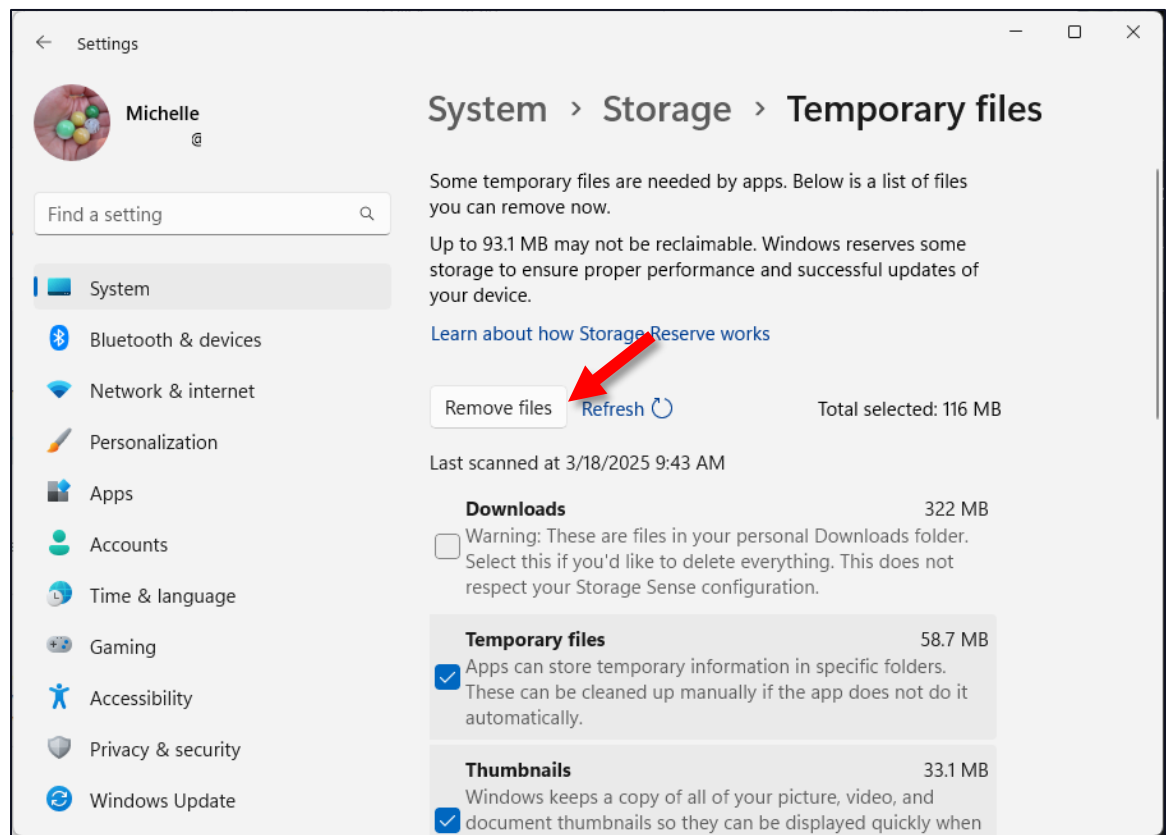 Settings
Michelle
@
Find a setting
System
Bluetooth & devices
Network & internet
Personalization
Apps
Accounts
Time & language
Gaming
Accessibility
Privacy & security
Windows Update
System > Storage > Temporary files
Some temporary files are needed by apps. Below is a list of files
you can remove now.
Up to 93.1 MB may not be reclaimable. Windows reserves some
storage to ensure proper performance and successful updates of
your device.
Learn about how Storage Reserve works
Remove files
Refresh
Total selected: 116 MB
Last scanned at 3/18/2025 9:43 AM
Downloads 322 MB
Warning: These are files in your personal Downloads folder.
Select this if you'd like to delete everything. This does not
respect your Storage Sense configuration.
Temporary files 58.7 MB
Apps can store temporary information in specific folders.
These can be cleaned up manually if the app does not do it
automatically.
Thumbnails 33.1 MB
Windows keeps a copy of all of your picture, video, and
document thumbnails so they can be displayed quickly when